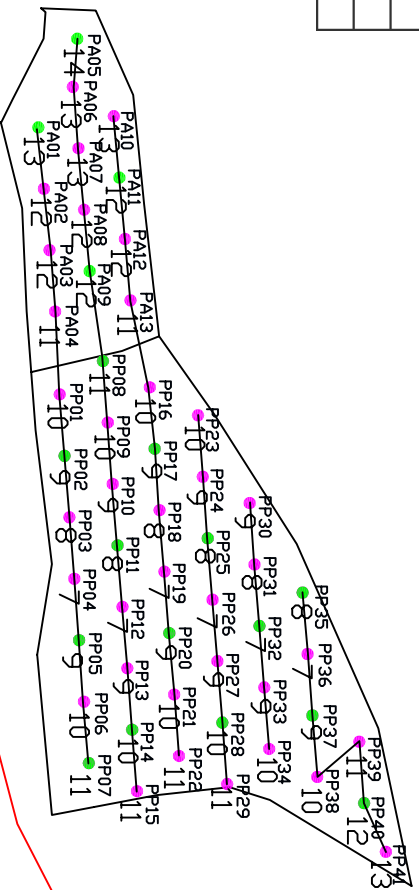 PA05
14
PA06
13
PA07
13
PA08
12
PA09
12
PA10
13
PA11
12
PA12
12
PA13
11
PA01
13
PA02
12
PA03
12
PA04
11
PP01
10
PP02
9
PP03
8
PP04
7
PP05
9
PP06
10
PP07
11
PP08
11
PP09
10
PP10
9
PP11
8
PP12
7
PP13
9
PP14
10
PP15
11
PP16
10
PP17
9
PP18
8
PP19
7
PP20
9
PP21
10
PP22
11
PP23
10
PP24
9
PP25
8
PP26
7
PP27
9
PP28
10
PP29
11
PP30
9
PP31
8
PP32
7
PP33
9
PP34
10
PP35
8
PP36
7
PP37
9
PP38
10
PP39
11
PP40
12
PP41
13